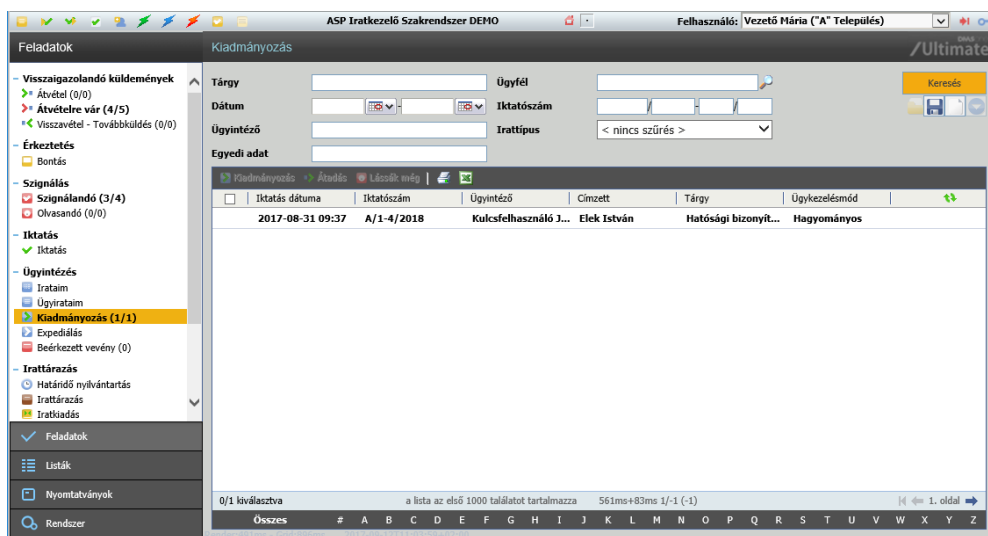 ASP Iratkezelő Szakrendszer DEMO
Felhasználó: Vezető Mária ("A" Település)
Feladatok
Kiadmányozás
/Ultimate
Visszaigazolandó küldemények
Átvétel (0/0)
Átvételre vár (4/5)
Visszavétel - Továbbküldés (0/0)
Érkeztetés
Bontás
Szignálás
Szignálandó (3/4)
Olvasandó (0/0)
Iktatás
Iktatás
Ügyintézés
Irataim
Ügyirataim
Kiadmányozás (1/1)
Expediálás
Beérkezett vevény (0)
Irattárazás
Határidő nyilvántartás
Irattárazás
Iratkiadás
Feladatok
Listák
Nyomtatványok
Rendszer
Tárgy
Ügyfél
Keresés
Dátum - Iktatószám / - /
Ügyintéző
Irattípus < nincs szűrés >
Egyedi adat
Kiadmányozás Átadás Lássák még
Iktatás dátuma Iktatószám Ügyintéző Címzett Tárgy Ügykezelésmód
2017-08-31 09:37 A/1-4/2018 Kulcsfelhasználó J... Elek István Hatósági bizonyít... Hagyományos
0/1 kiválasztva a lista az első 1000 találatot tartalmazza 561ms+83ms 1/-1 (-1) 1. oldal
Összes # A B C D E F G H I J K L M N O P Q R S T U V W X Y Z